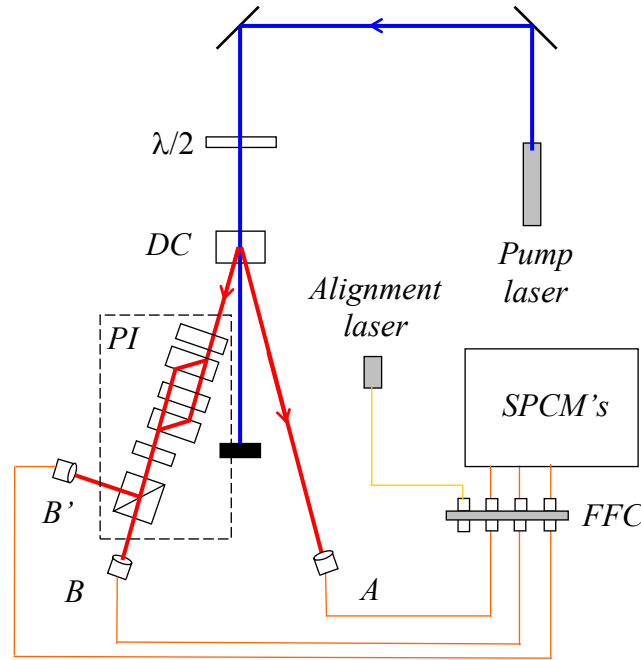 λ/2
DC
Pump
laser
Alignment
laser
PI
SPCM's
FFC
B'
B
A